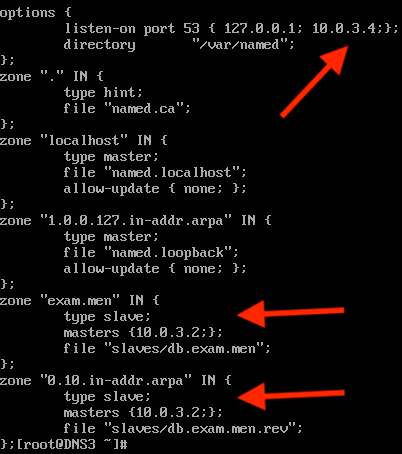 options {
listen-on port 53 { 127.0.0.1; 10.0.3.4;};
directory "/var/named";
};
zone "." IN {
type hint;
file "named.ca";
};
zone "localhost" IN {
type master;
file "named.localhost";
allow-update { none; };
};
zone "1.0.0.127.in-addr.arpa" IN {
type master;
file "named.loopback";
allow-update { none; };
};
zone "exam.men" IN {
type slave;
masters {10.0.3.2;};
file "slaves/db.exam.men";
};
zone "0.10.in-addr.arpa" IN {
type slave;
masters {10.0.3.2;};
file "slaves/db.exam.men.rev";
};[root@DNS3 ~]#